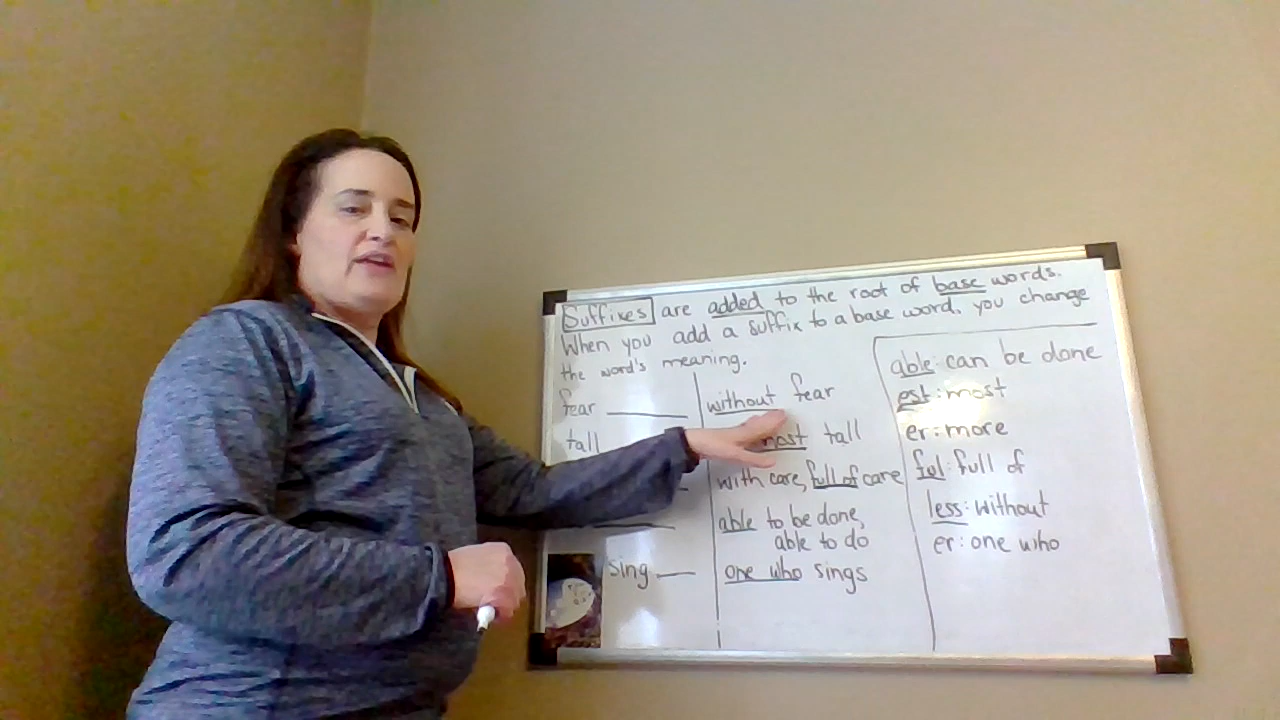 Suffixes are added to the root of base words.
When you add a suffix to a base word, you change
the word's meaning.
fear ______ without fear
tall most tall
with care, full of care
able to be done,
able to do
sing ___ one who sings
able: can be done
est: most
er: more
ful: full of
less: without
er: one who